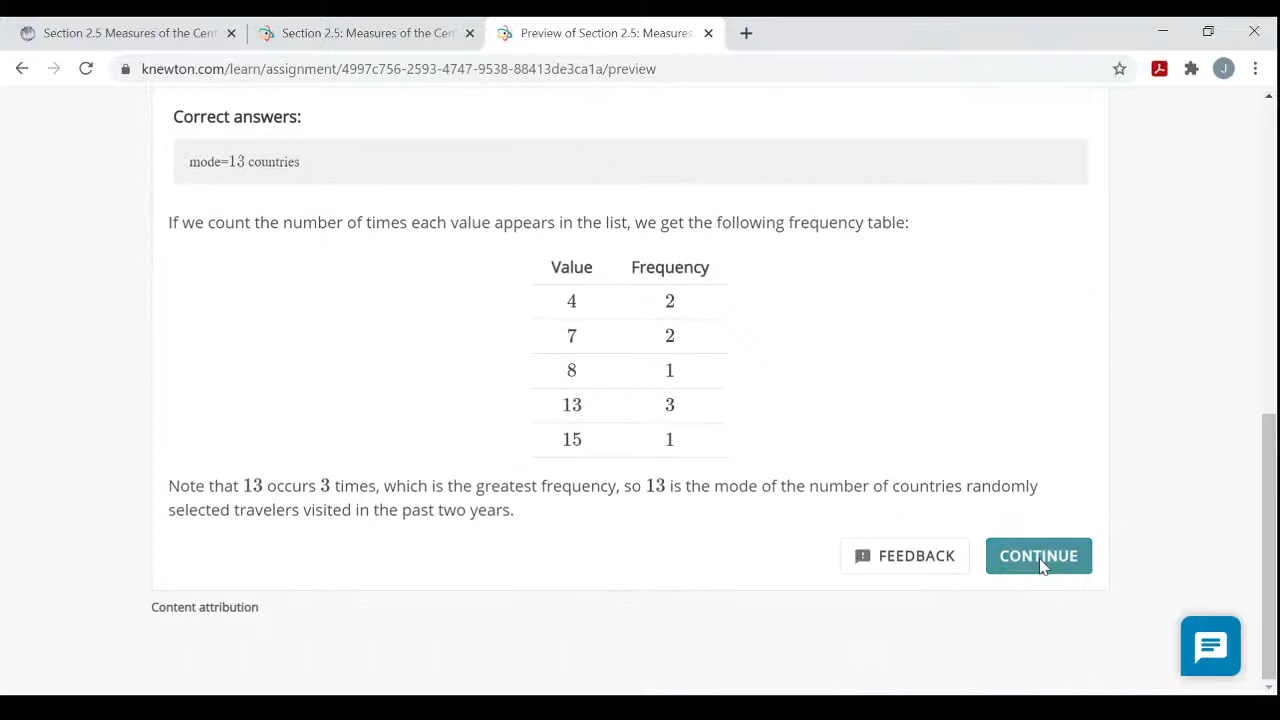 Section 2.5 Measures of the Cent
Section 2.5: Measures of the Cen
Preview of Section 2.5: Measures
knewton.com/learn/assignment/4997c756-2593-4747-9538-88413de3ca1a/preview
J
Correct answers:
mode=13 countries
If we count the number of times each value appears in the list, we get the following frequency table:
Value Frequency
4 2
7 2
8 1
13 3
15 1
Note that 13 occurs 3 times, which is the greatest frequency, so 13 is the mode of the number of countries randomly
selected travelers visited in the past two years.
FEEDBACK CONTINUE
Content attribution